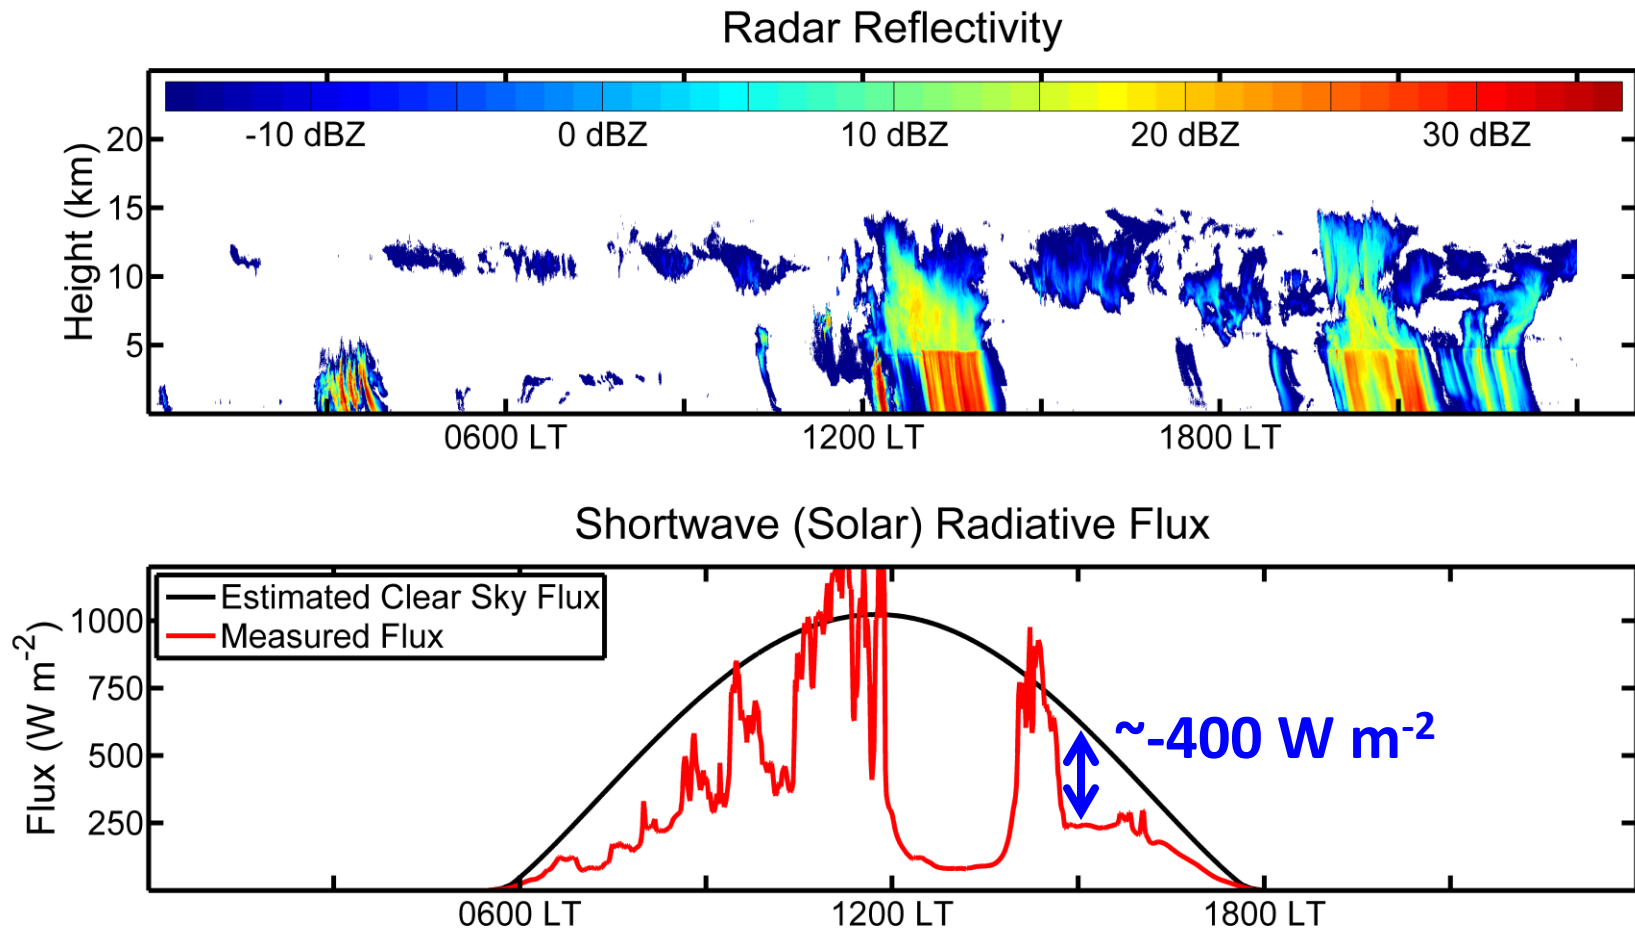 Radar Reflectivity
-10 dBZ 0 dBZ 10 dBZ 20 dBZ 30 dBZ
Height (km)
20
15
10
5
0600 LT 1200 LT 1800 LT
Shortwave (Solar) Radiative Flux
Estimated Clear Sky Flux
Measured Flux
Flux (W m-2)
1000
750
500
250
~-400 W m-2
0600 LT 1200 LT 1800 LT